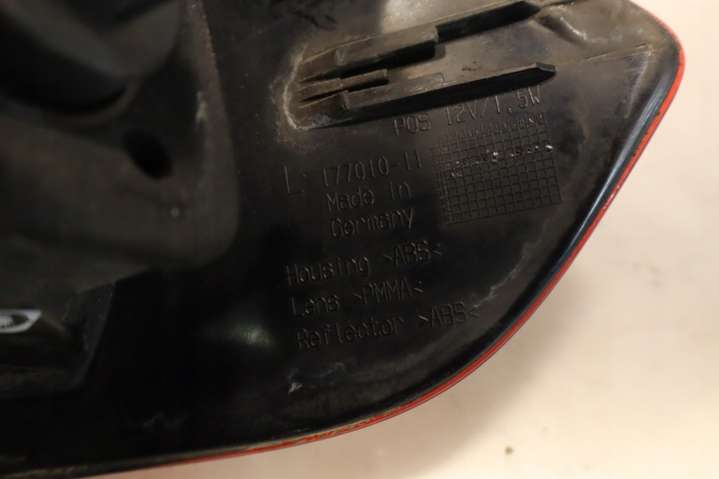 POS 12V/1.5W
L 177010-11
Made in
Germany
Housing >ABS<
Lens >PMMA<
Reflector >ABS<